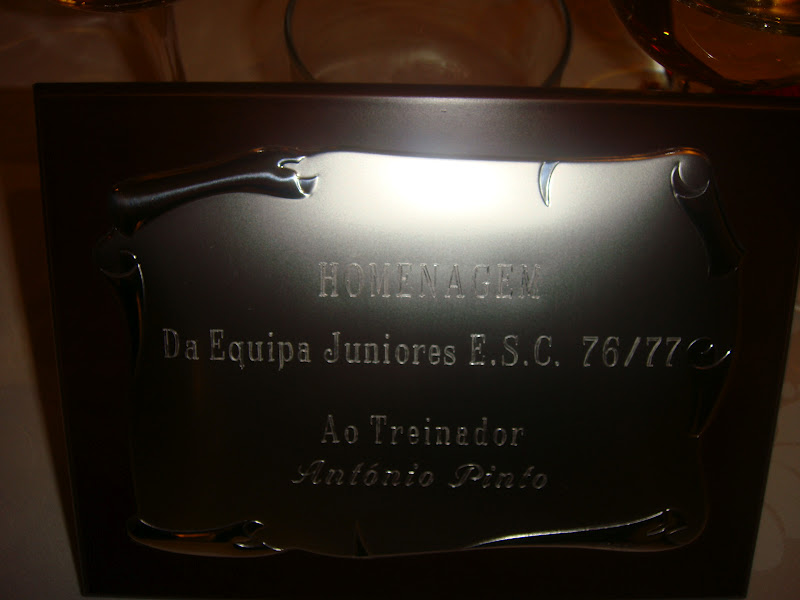 HOMENAGEM
Da Equipa Juniores E.S.C. 76/77
Ao Treinador
António Pinto